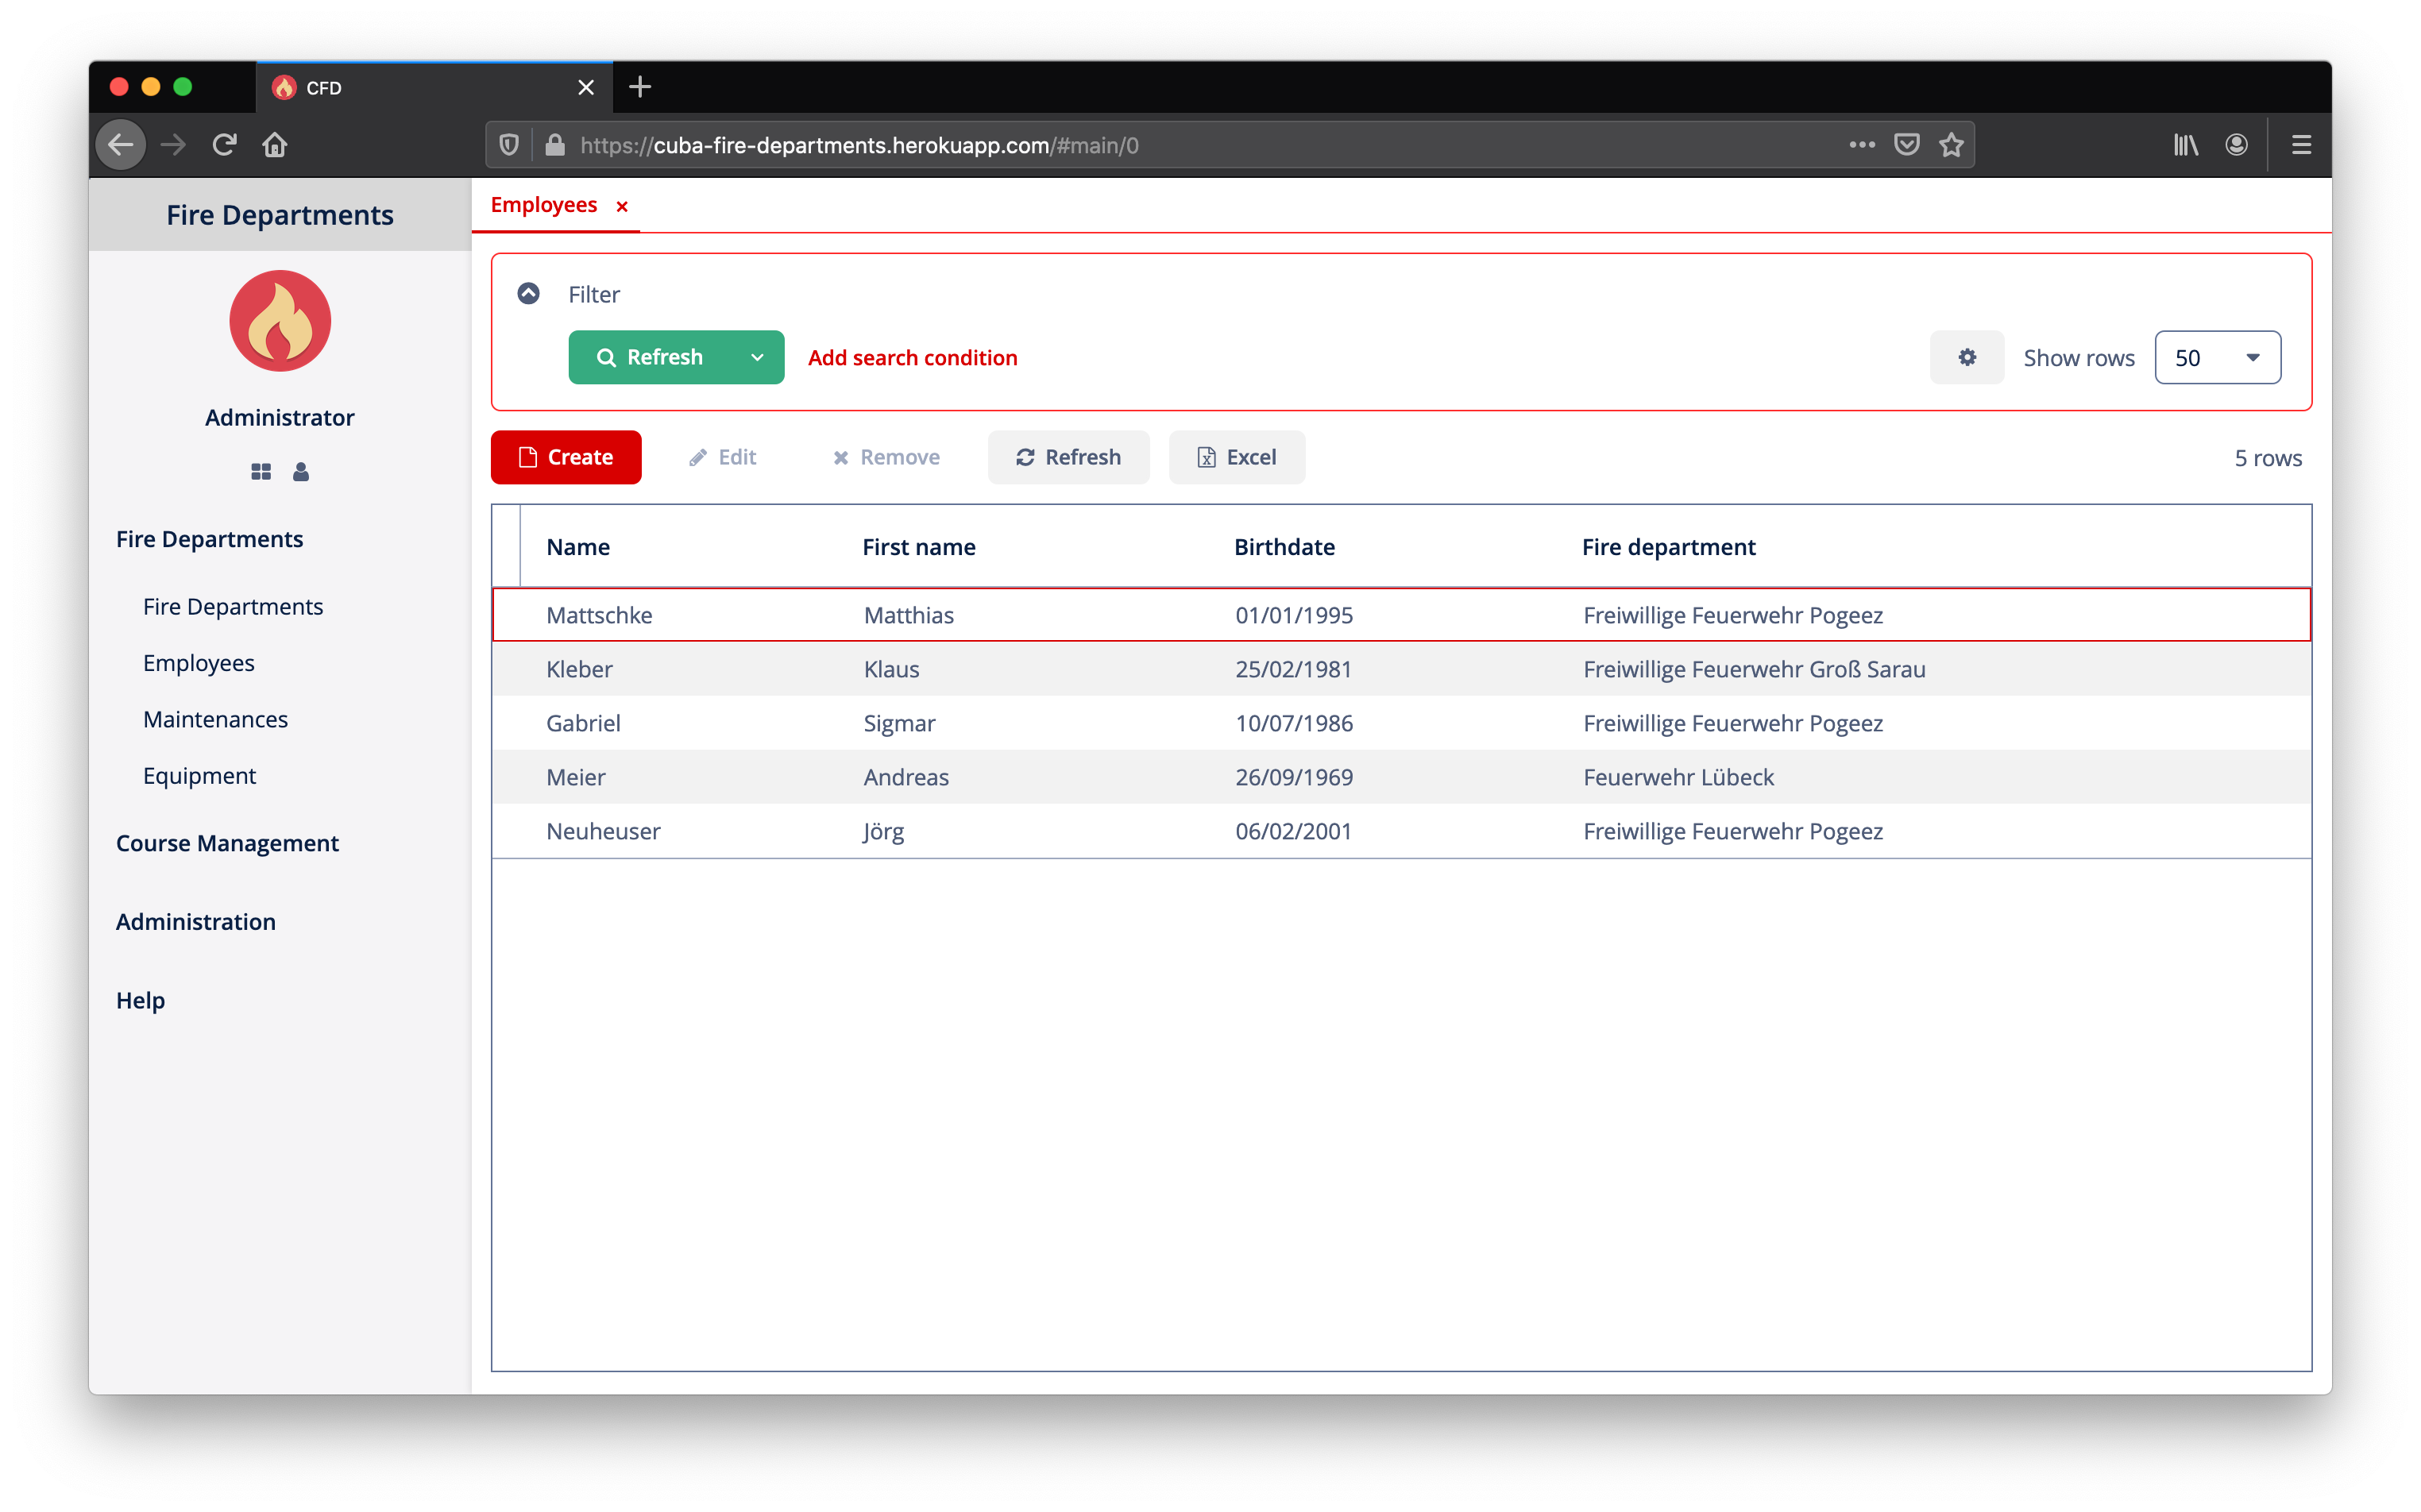 CFD
https://cuba-fire-departments.herokuapp.com/#main/0
Fire Departments
Administrator
Fire Departments
Fire Departments
Employees
Maintenances
Equipment
Course Management
Administration
Help
Employees
Filter
Refresh Add search condition Show rows 50
Create Edit Remove Refresh Excel 5 rows
Name First name Birthdate Fire department
Mattschke Matthias 01/01/1995 Freiwillige Feuerwehr Pogeez
Kleber Klaus 25/02/1981 Freiwillige Feuerwehr Groß Sarau
Gabriel Sigmar 10/07/1986 Freiwillige Feuerwehr Pogeez
Meier Andreas 26/09/1969 Feuerwehr Lübeck
Neuheuser Jörg 06/02/2001 Freiwillige Feuerwehr Pogeez